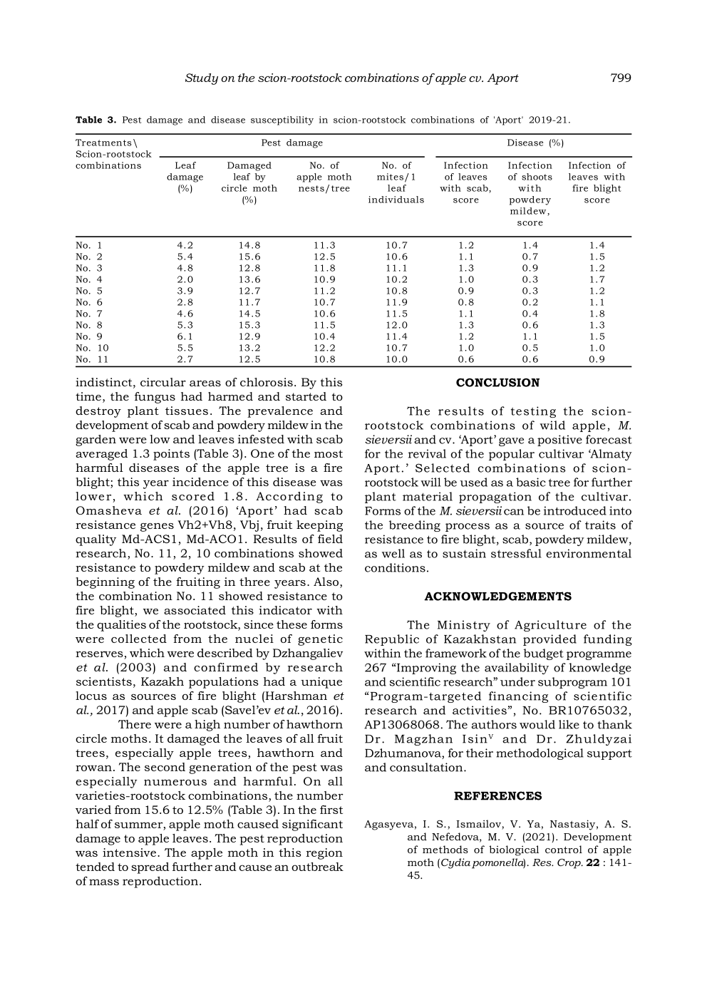 Study on the scion-rootstock combinations of apple cv. Aport 799
Table 3. Pest damage and disease susceptibility in scion-rootstock combinations of 'Aport' 2019-21.
Treatments\ Pest damage Disease (%)
Scion-rootstock
combinations Leaf Damaged No. of No. of Infection Infection Infection of
damage leaf by apple moth mites/1 of leaves of shoots leaves with
(%) circle moth nests/tree leaf with scab, with fire blight
(%) individuals score powdery score
mildew,
score
No. 1 4.2 14.8 11.3 10.7 1.2 1.4 1.4
No. 2 5.4 15.6 12.5 10.6 1.1 0.7 1.5
No. 3 4.8 12.8 11.8 11.1 1.3 0.9 1.2
No. 4 2.0 13.6 10.9 10.2 1.0 0.3 1.7
No. 5 3.9 12.7 11.2 10.8 0.9 0.3 1.2
No. 6 2.8 11.7 10.7 11.9 0.8 0.2 1.1
No. 7 4.6 14.5 10.6 11.5 1.1 0.4 1.8
No. 8 5.3 15.3 11.5 12.0 1.3 0.6 1.3
No. 9 6.1 12.9 10.4 11.4 1.2 1.1 1.5
No. 10 5.5 13.2 12.2 10.7 1.0 0.5 1.0
No. 11 2.7 12.5 10.8 10.0 0.6 0.6 0.9
indistinct, circular areas of chlorosis. By this
time, the fungus had harmed and started to
destroy plant tissues. The prevalence and
development of scab and powdery mildew in the
garden were low and leaves infested with scab
averaged 1.3 points (Table 3). One of the most
harmful diseases of the apple tree is a fire
blight; this year incidence of this disease was
lower, which scored 1.8. According to
Omasheva et al. (2016) ‘Aport’ had scab
resistance genes Vh2+Vh8, Vbj, fruit keeping
quality Md-ACS1, Md-ACO1. Results of field
research, No. 11, 2, 10 combinations showed
resistance to powdery mildew and scab at the
beginning of the fruiting in three years. Also,
the combination No. 11 showed resistance to
fire blight, we associated this indicator with
the qualities of the rootstock, since these forms
were collected from the nuclei of genetic
reserves, which were described by Dzhangaliev
et al. (2003) and confirmed by research
scientists, Kazakh populations had a unique
locus as sources of fire blight (Harshman et
al., 2017) and apple scab (Savel’ev et al., 2016).
There were a high number of hawthorn
circle moths. It damaged the leaves of all fruit
trees, especially apple trees, hawthorn and
rowan. The second generation of the pest was
especially numerous and harmful. On all
varieties-rootstock combinations, the number
varied from 15.6 to 12.5% (Table 3). In the first
half of summer, apple moth caused significant
damage to apple leaves. The pest reproduction
was intensive. The apple moth in this region
tended to spread further and cause an outbreak
of mass reproduction.
CONCLUSION
The results of testing the scion-
rootstock combinations of wild apple, M.
sieversii and cv. ‘Aport’ gave a positive forecast
for the revival of the popular cultivar ‘Almaty
Aport.’ Selected combinations of scion-
rootstock will be used as a basic tree for further
plant material propagation of the cultivar.
Forms of the M. sieversii can be introduced into
the breeding process as a source of traits of
resistance to fire blight, scab, powdery mildew,
as well as to sustain stressful environmental
conditions.
ACKNOWLEDGEMENTS
The Ministry of Agriculture of the
Republic of Kazakhstan provided funding
within the framework of the budget programme
267 “Improving the availability of knowledge
and scientific research” under subprogram 101
“Program-targeted financing of scientific
research and activities”, No. BR10765032,
AP13068068. The authors would like to thank
Dr. Magzhan Isinⱽ and Dr. Zhuldyzai
Dzhumanova, for their methodological support
and consultation.
REFERENCES
Agasyeva, I. S., Ismailov, V. Ya, Nastasiy, A. S.
and Nefedova, M. V. (2021). Development
of methods of biological control of apple
moth (Cydia pomonella). Res. Crop. 22 : 141-
45.